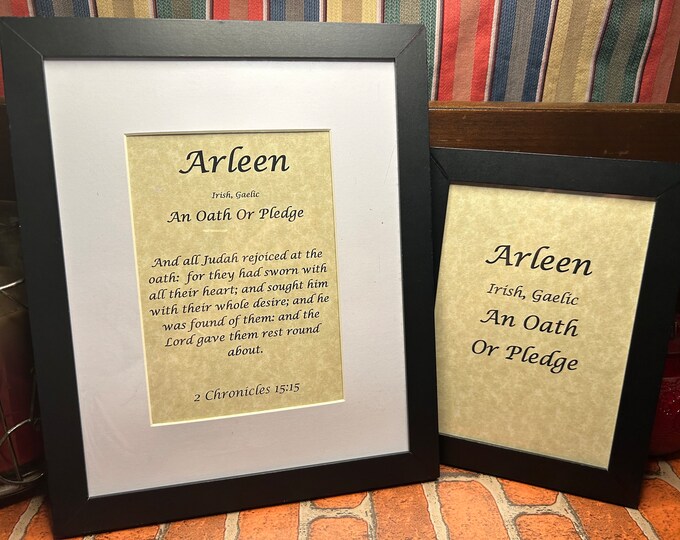 Arleen
Irish, Gaelic
An Oath Or Pledge
And all Judah rejoiced at the
oath: for they had sworn with
all their heart; and sought him
with their whole desire; and he
was found of them: and the
Lord gave them rest round
about.
2 Chronicles 15:15
Arleen
Irish, Gaelic
An Oath
Or Pledge